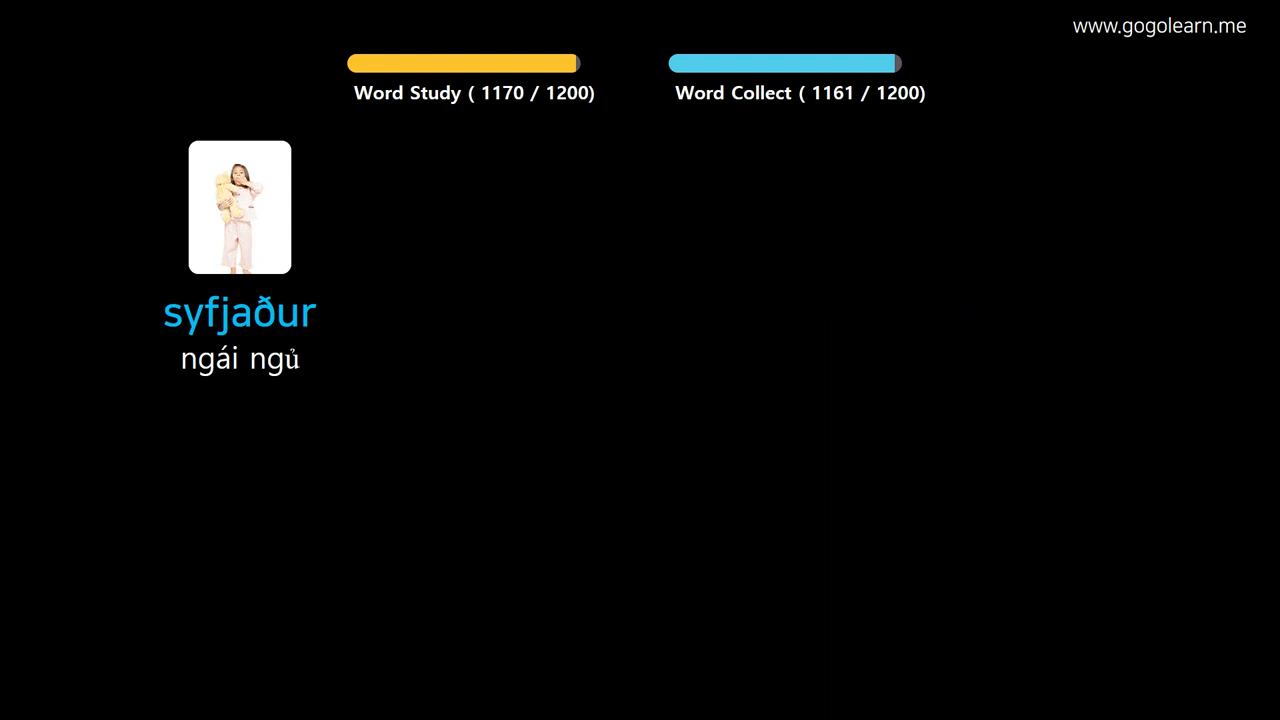 www.gogolearn.me
Word Study ( 1170 / 1200)
Word Collect ( 1161 / 1200)
syfjaður
ngái ngủ